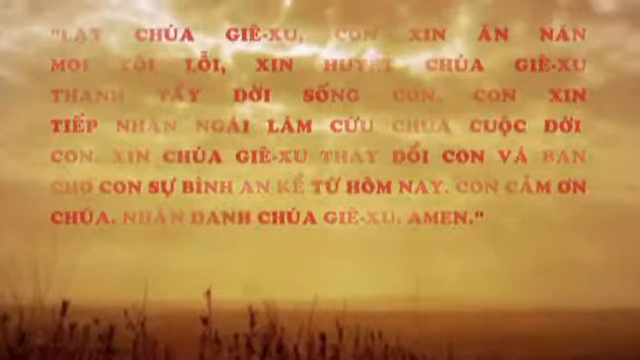 "LẠY CHÚA GIÊ-XU, CON XIN ĂN NĂN
MỌI TỘI LỖI, XIN HUYẾT CHÚA GIÊ-XU
THANH TẨY ĐỜI SỐNG CON. CON XIN
TIẾP NHẬN NGÀI LÀM CỨU CHÚA CUỘC ĐỜI
CON. XIN CHÚA GIÊ-XU THAY ĐỔI CON VÀ BAN
CHO CON SỰ BÌNH AN KỂ TỪ HÔM NAY. CON CẢM ƠN
CHÚA. NHÂN DANH CHÚA GIÊ-XU. AMEN."